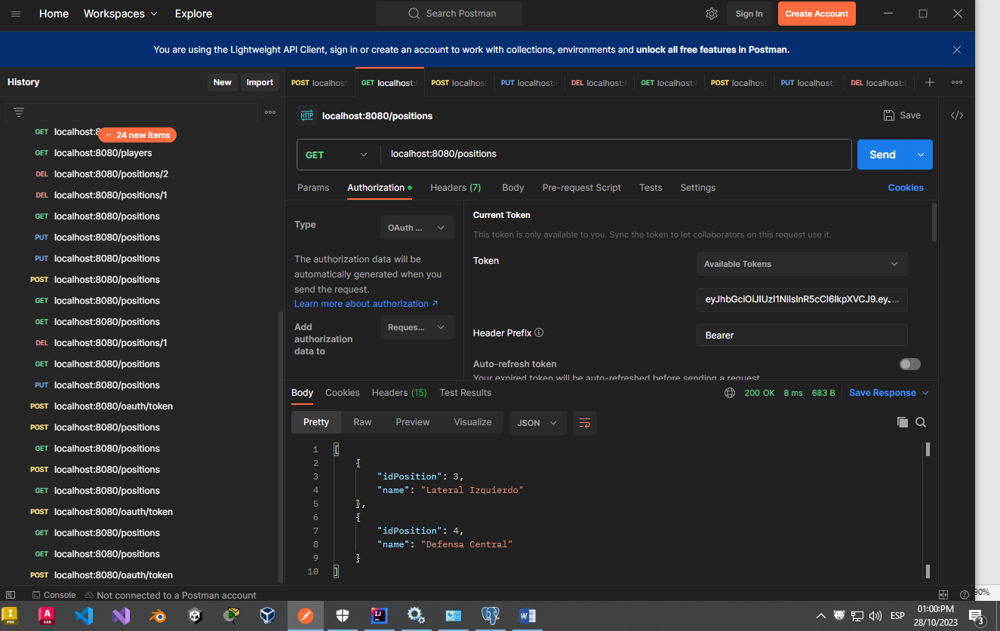 Home Workspaces Explore Search Postman Sign In Create Account
You are using the Lightweight API Client, sign in or create an account to work with collections, environments and unlock all free features in Postman.
History New Import
POST localhost: GET localhost: POST localhost: PUT localhost: DEL localhost: GET localhost: POST localhost: PUT localhost: DEL localhost:
HTTP localhost:8080/positions Save
24 new items
GET localhost:8
GET localhost:8080/players
DEL localhost:8080/positions/2
DEL localhost:8080/positions/1
GET localhost:8080/positions
PUT localhost:8080/positions
PUT localhost:8080/positions
POST localhost:8080/positions
GET localhost:8080/positions
GET localhost:8080/positions
DEL localhost:8080/positions/1
GET localhost:8080/positions
PUT localhost:8080/positions
POST localhost:8080/oauth/token
POST localhost:8080/positions
GET localhost:8080/positions
POST localhost:8080/positions
GET localhost:8080/positions
POST localhost:8080/oauth/token
GET localhost:8080/positions
GET localhost:8080/positions
POST localhost:8080/oauth/token
GET localhost:8080/positions Send
Params Authorization Headers (7) Body Pre-request Script Tests Settings Cookies
Type OAuth ...
The authorization data will be
automatically generated when you
send the request.
Learn more about authorization ↗
Add
authorization
data to
Reques...
Current Token
This token is only available to you. Sync the token to let collaborators on this request use it.
Token Available Tokens
eyJhbGciOiJIUzI1NiIsInR5cCI6IkpXVCJ9.eyJ...
Header Prefix Bearer
Auto-refresh token
Your expired token will be auto-refreshed before sending a request.
Body Cookies Headers (15) Test Results 200 OK 8 ms 683 B Save Response
Pretty Raw Preview Visualize JSON
1 [
2 {
3 "idPosition": 3,
4 "name": "Lateral Izquierdo"
5 },
6 {
7 "idPosition": 4,
8 "name": "Defensa Central"
9 }
10 ]
Console Not connected to a Postman account
90%
I PRO A CAD IJ W ESP 01:00:PM
28/10/2023 3